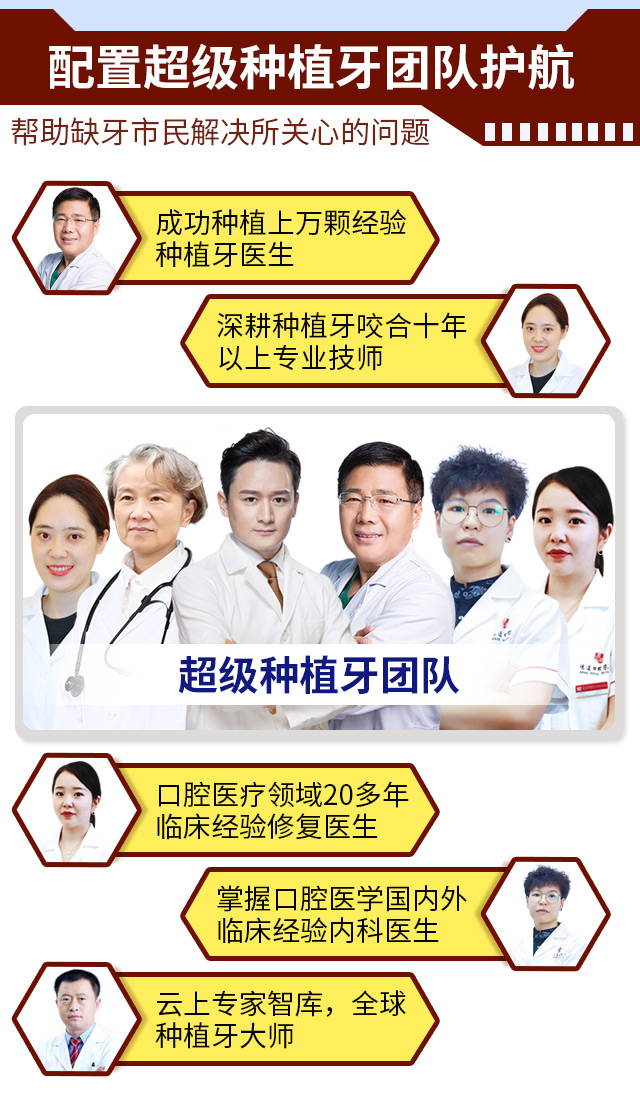 配置超级种植牙团队护航
帮助缺牙市民解决所关心的问题
成功种植上万颗经验
种植牙医生
深耕种植牙咬合十年
以上专业技师
超级种植牙团队
口腔医疗领域20多年
临床经验修复医生
掌握口腔医学国内外
临床经验内科医生
云上专家智库，全球
种植牙大师